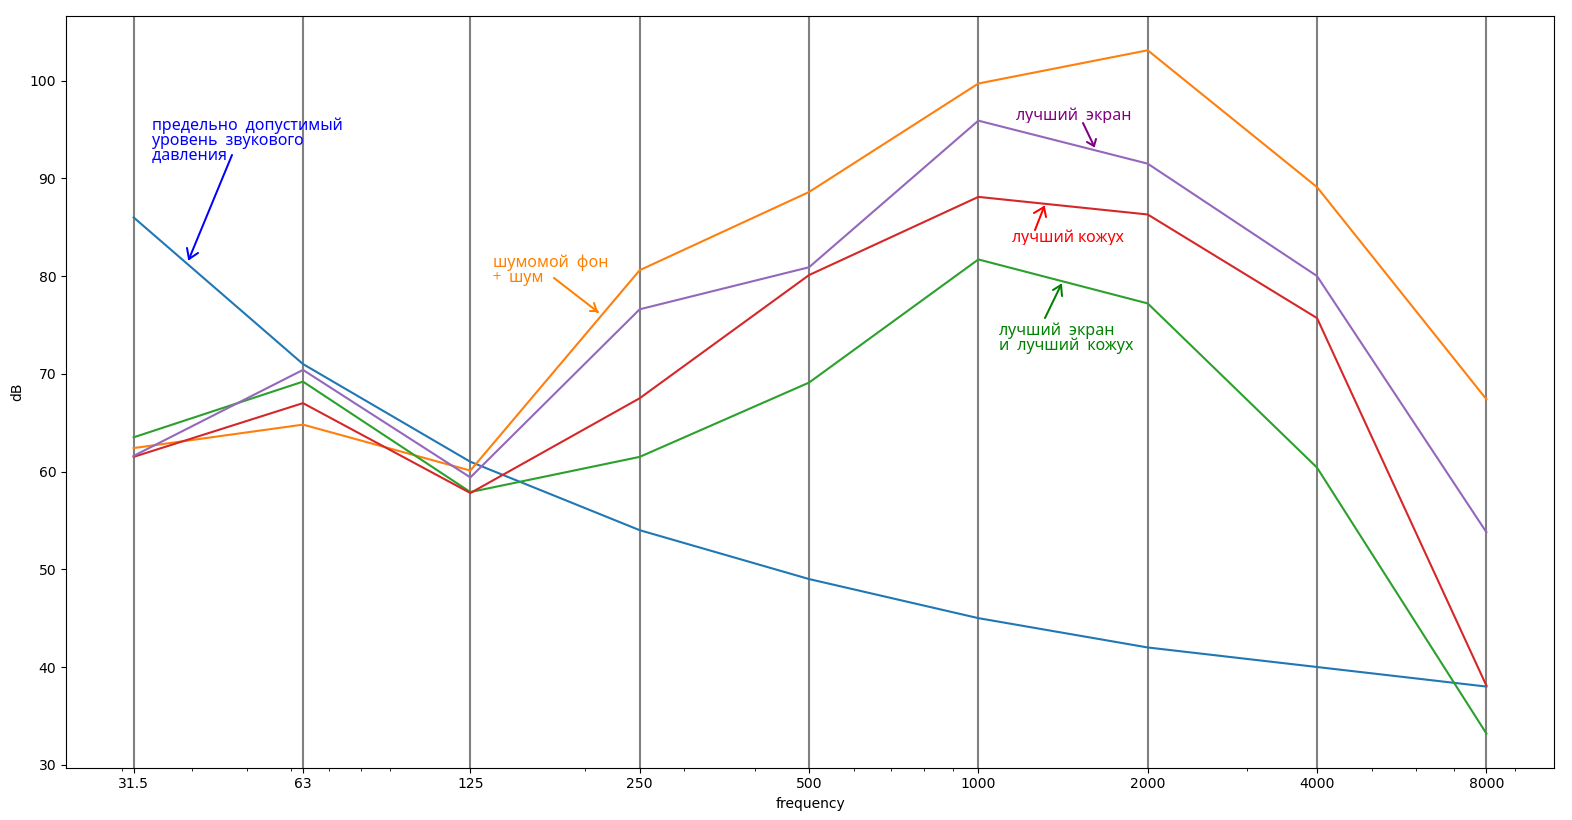 100
90
80
70
60
50
40
30
dB
предельно допустимый
уровень звукового
давления
шумомой фон
+ шум
лучший экран
лучший кожух
лучший экран
и лучший кожух
31.5 63 125 250 500 1000 2000 4000 8000
frequency